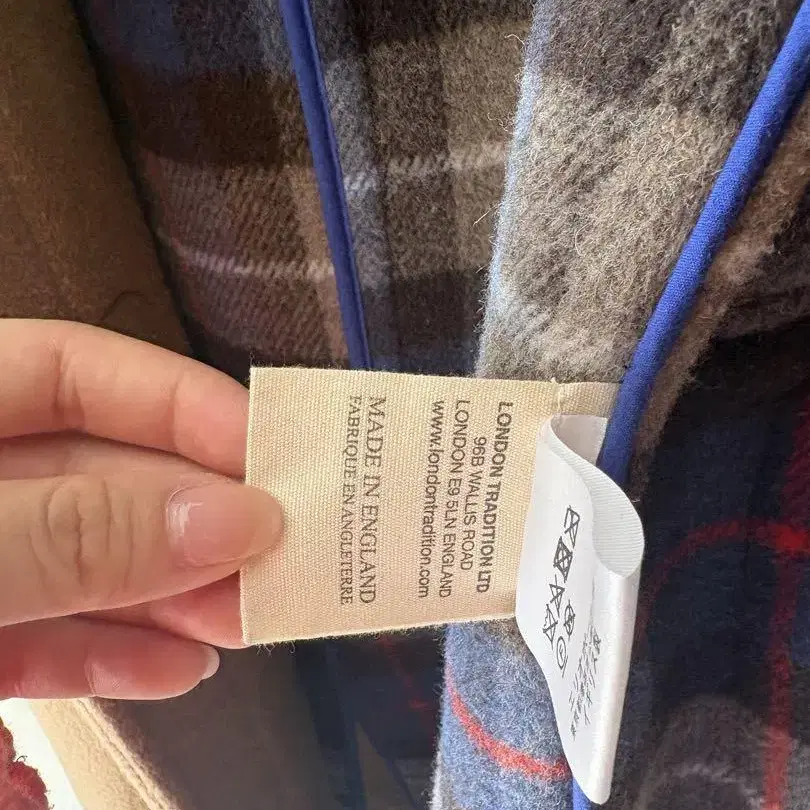 LONDON TRADITION LTD
96B WALLIS ROAD
LONDON E9 5LN ENGLAND
www.londontradition.com
MADE IN ENGLAND
FABRIQUE EN ANGLETERRE